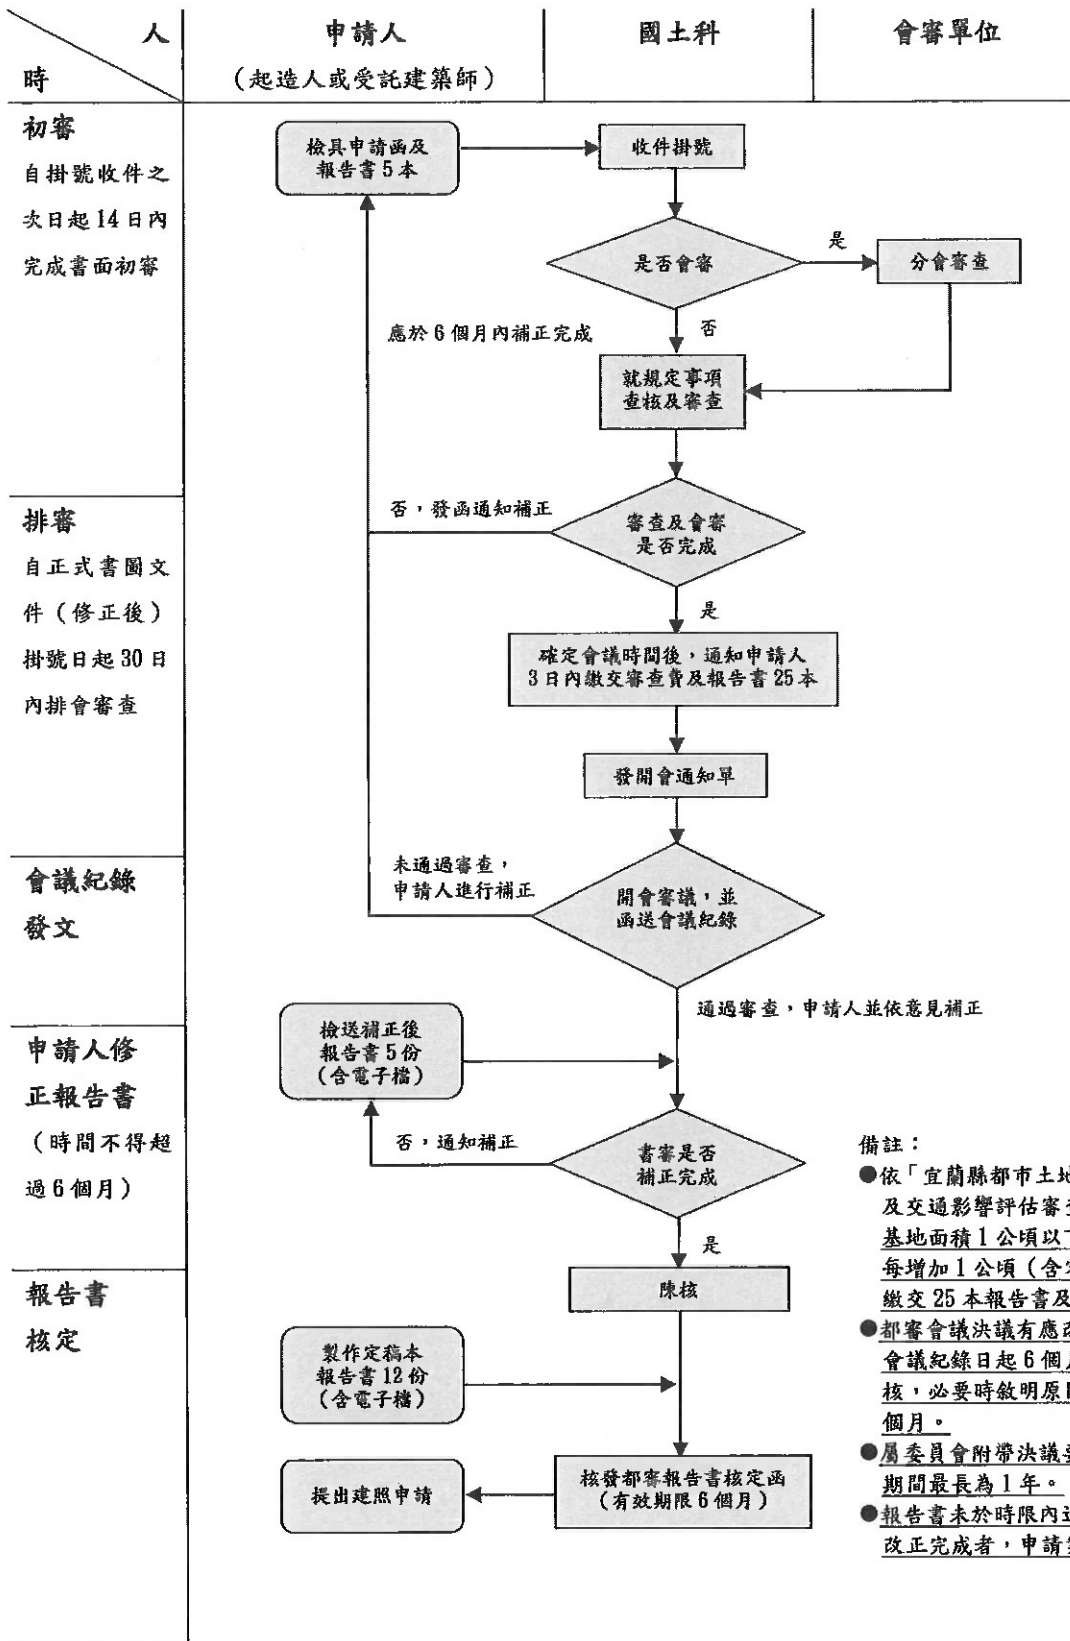 人
時
申請人
（起造人或受託建築師）
國土科
會審單位
初審
自掛號收件之
次日起 14 日內
完成書面初審
檢具申請函及
報告書 5 本
收件掛號
是否會審
是
分會審查
否
應於 6 個月內補正完成
就規定事項
查核及審查
排審
自正式書圖文
件（修正後）
掛號日起 30 日
內排會審查
否，發函通知補正
審查及會審
是否完成
是
確定會議時間後，通知申請人
3 日內繳交審查費及報告書 25 本
發開會通知單
會議紀錄
發文
未通過審查，
申請人進行補正
開會審議，並
函送會議紀錄
通過審查，申請人並依意見補正
申請人修
正報告書
（時間不得超
過 6 個月）
檢送補正後
報告書 5 份
(含電子檔)
否，通知補正
書審是否
補正完成
是
報告書
核定
陳核
製作定稿本
報告書 12 份
(含電子檔)
提出建照申請
核發都審報告書核定函
(有效期限 6 個月)
備註：
●依「宜蘭縣都市土地
及交通影響評估審查
基地面積 1 公頃以下
每增加 1 公頃（含
繳交 25 本報告書及
●都審會議決議有應改
會議紀錄日起 6 個月
核，必要時敘明原因
個月。
●屬委員會附帶決議要
期間最長為 1 年。
●報告書未於時限內
改正完成者，申請